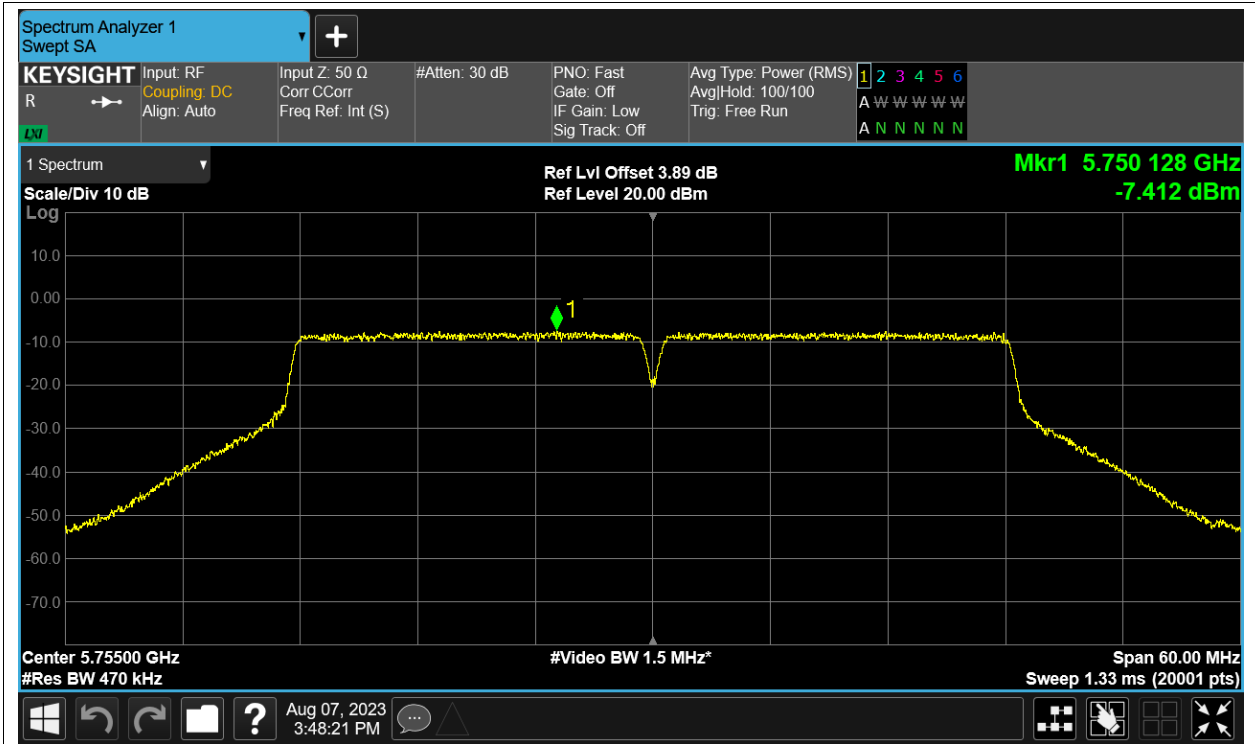 Spectrum Analyzer 1
Swept SA
KEYSIGHT
R
LXI
Input: RF
Coupling: DC
Align: Auto
Input Z: 50 Ω
Corr CCorr
Freq Ref: Int (S)
#Atten: 30 dB
PNO: Fast
Gate: Off
IF Gain: Low
Sig Track: Off
Avg Type: Power (RMS)
Avg|Hold: 100/100
Trig: Free Run
1 2 3 4 5 6
A W W W W W
A N N N N N
1 Spectrum
Scale/Div 10 dB
Log
Ref Lvl Offset 3.89 dB
Ref Level 20.00 dBm
Mkr1 5.750 128 GHz
-7.412 dBm
10.0
0.00
1
-10.0
-20.0
-30.0
-40.0
-50.0
-60.0
-70.0
Center 5.75500 GHz
#Video BW 1.5 MHz*
Span 60.00 MHz
#Res BW 470 kHz
Sweep 1.33 ms (20001 pts)
?
Aug 07, 2023
3:48:21 PM